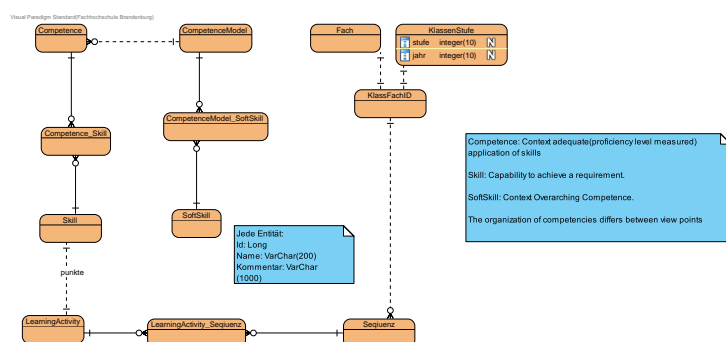 Visual Paradigm Standard(Fachhochschule Brandenburg)
Competence
CompetenceModel
Fach
KlassenStufe
stufe integer(10) N
jahr integer(10) N
KlassFachID
CompetenceModel_SoftSkill
Competence_Skill
Competence: Context adequate(proficiency level measured)
application of skills
Skill: Capability to achieve a requirement.
SoftSkill: Context Overarching Competence.
The organization of competencies differs between view points
Skill
SoftSkill
Jede Entität:
Id: Long
Name: VarChar(200)
Kommentar: VarChar
(1000)
punkte
LearningActivity
LearningActivity_Seqiuenz
Seqiuenz